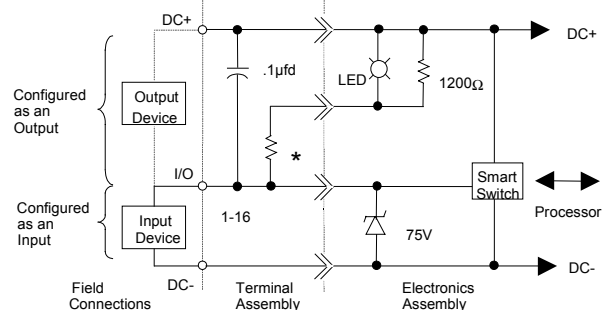 DC+
DC+
.1µfd
LED
1200Ω
Configured
as an
Output
Output
Device
*
I/O
Smart
Switch
Configured
as an
Input
Input
Device
1-16
75V
Processor
DC-
DC-
Field
Connections
Terminal
Assembly
Electronics
Assembly